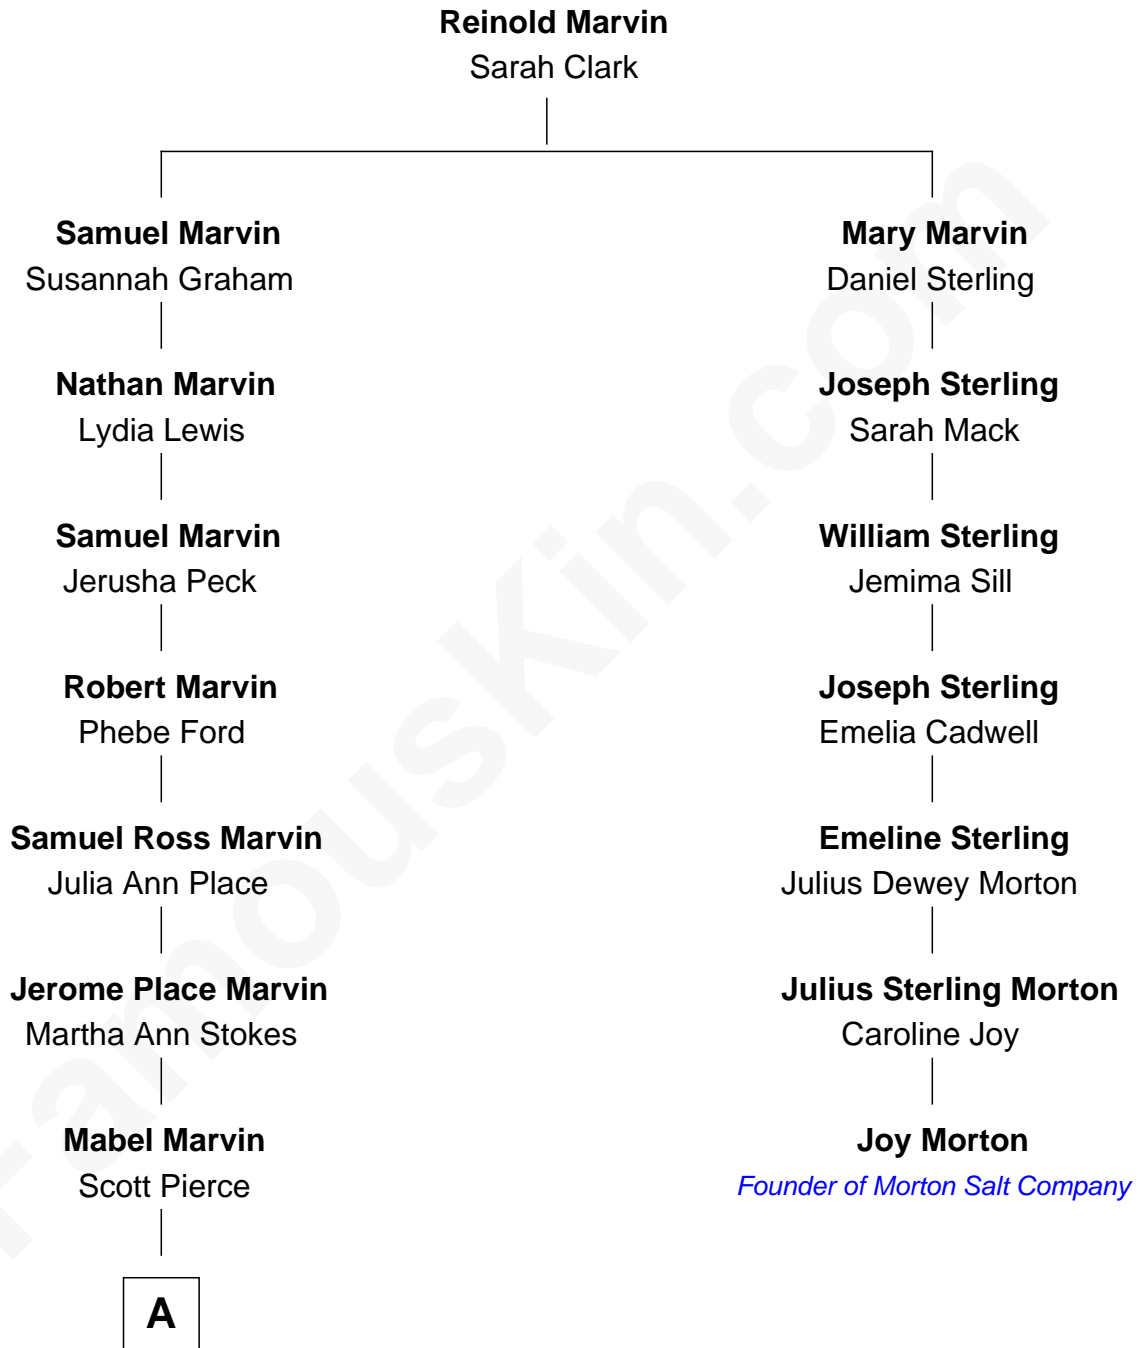 Reinold Marvin
Sarah Clark
Samuel Marvin
Susannah Graham
Mary Marvin
Daniel Sterling
Nathan Marvin
Lydia Lewis
Joseph Sterling
Sarah Mack
Samuel Marvin
Jerusha Peck
William Sterling
Jemima Sill
Robert Marvin
Phebe Ford
Joseph Sterling
Emelia Cadwell
Samuel Ross Marvin
Julia Ann Place
Emeline Sterling
Julius Dewey Morton
Jerome Place Marvin
Martha Ann Stokes
Julius Sterling Morton
Caroline Joy
Mabel Marvin
Scott Pierce
Joy Morton
Founder of Morton Salt Company
A
FamousKin.com